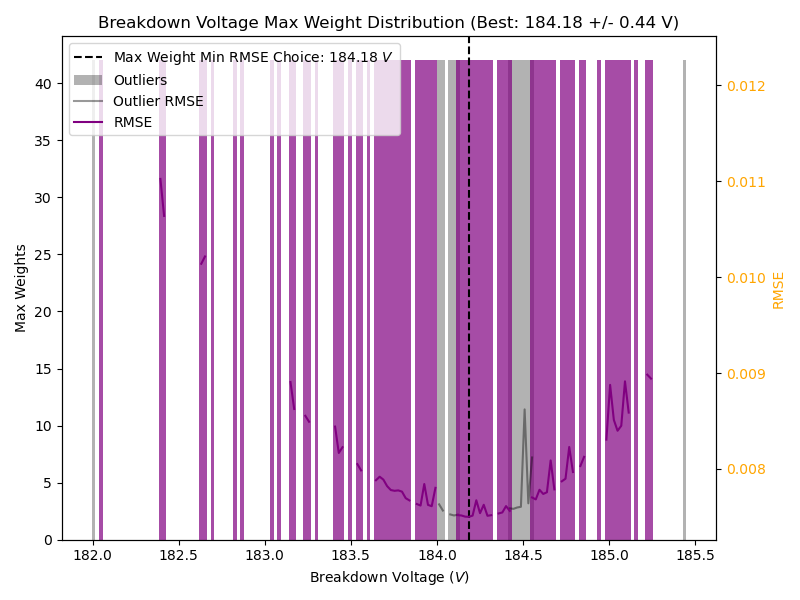 Breakdown Voltage Max Weight Distribution (Best: 184.18 +/- 0.44 V)
Max Weight Min RMSE Choice: 184.18 V
Outliers
Outlier RMSE
RMSE
Max Weights
40
35
30
25
20
15
10
5
0
0.012
0.011
0.010
0.009
0.008
RMSE
182.0 182.5 183.0 183.5 184.0 184.5 185.0 185.5
Breakdown Voltage (V)